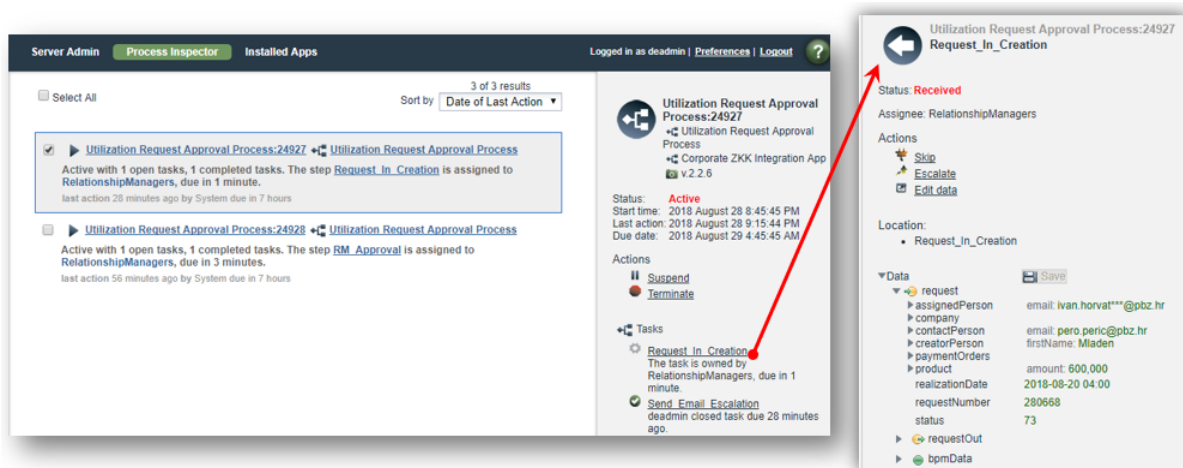 Server Admin Process Inspector Installed Apps Logged in as deadmin | Preferences | Logout ?
Select All
3 of 3 results
Sort by Date of Last Action
Utilization Request Approval Process:24927 Utilization Request Approval Process
Active with 1 open tasks, 1 completed tasks. The step Request_In_Creation is assigned to
RelationshipManagers, due in 1 minute.
last action 28 minutes ago by System due in 7 hours
Utilization Request Approval Process:24928 Utilization Request Approval Process
Active with 1 open tasks, 1 completed tasks. The step RM_Approval is assigned to
RelationshipManagers, due in 3 minutes.
last action 56 minutes ago by System due in 7 hours
Utilization Request Approval
Process:24927
Utilization Request Approval
Process
Corporate ZKK Integration App
v.2.2.6
Status: Active
Start time: 2018 August 28 8:45:45 PM
Last action: 2018 August 28 9:15:44 PM
Due date: 2018 August 29 4:45:45 AM
Actions
Suspend
Terminate
Tasks
Request_In_Creation
The task is owned by
RelationshipManagers, due in 1
minute.
Send_Email_Escalation
deadmin closed task due 28 minutes
ago.
Utilization Request Approval Process:24927
Request_In_Creation
Status: Received
Assignee: RelationshipManagers
Actions
Skip
Escalate
Edit data
Location:
Request_In_Creation
Data Save
request
assignedPerson email: ivan.horvat***@pbz.hr
company
contactPerson email: pero.peric@pbz.hr
creatorPerson firstName: Mladen
paymentOrders
product amount: 600,000
realizationDate 2018-08-20 04:00
requestNumber 280668
status 73
requestOut
bpmData